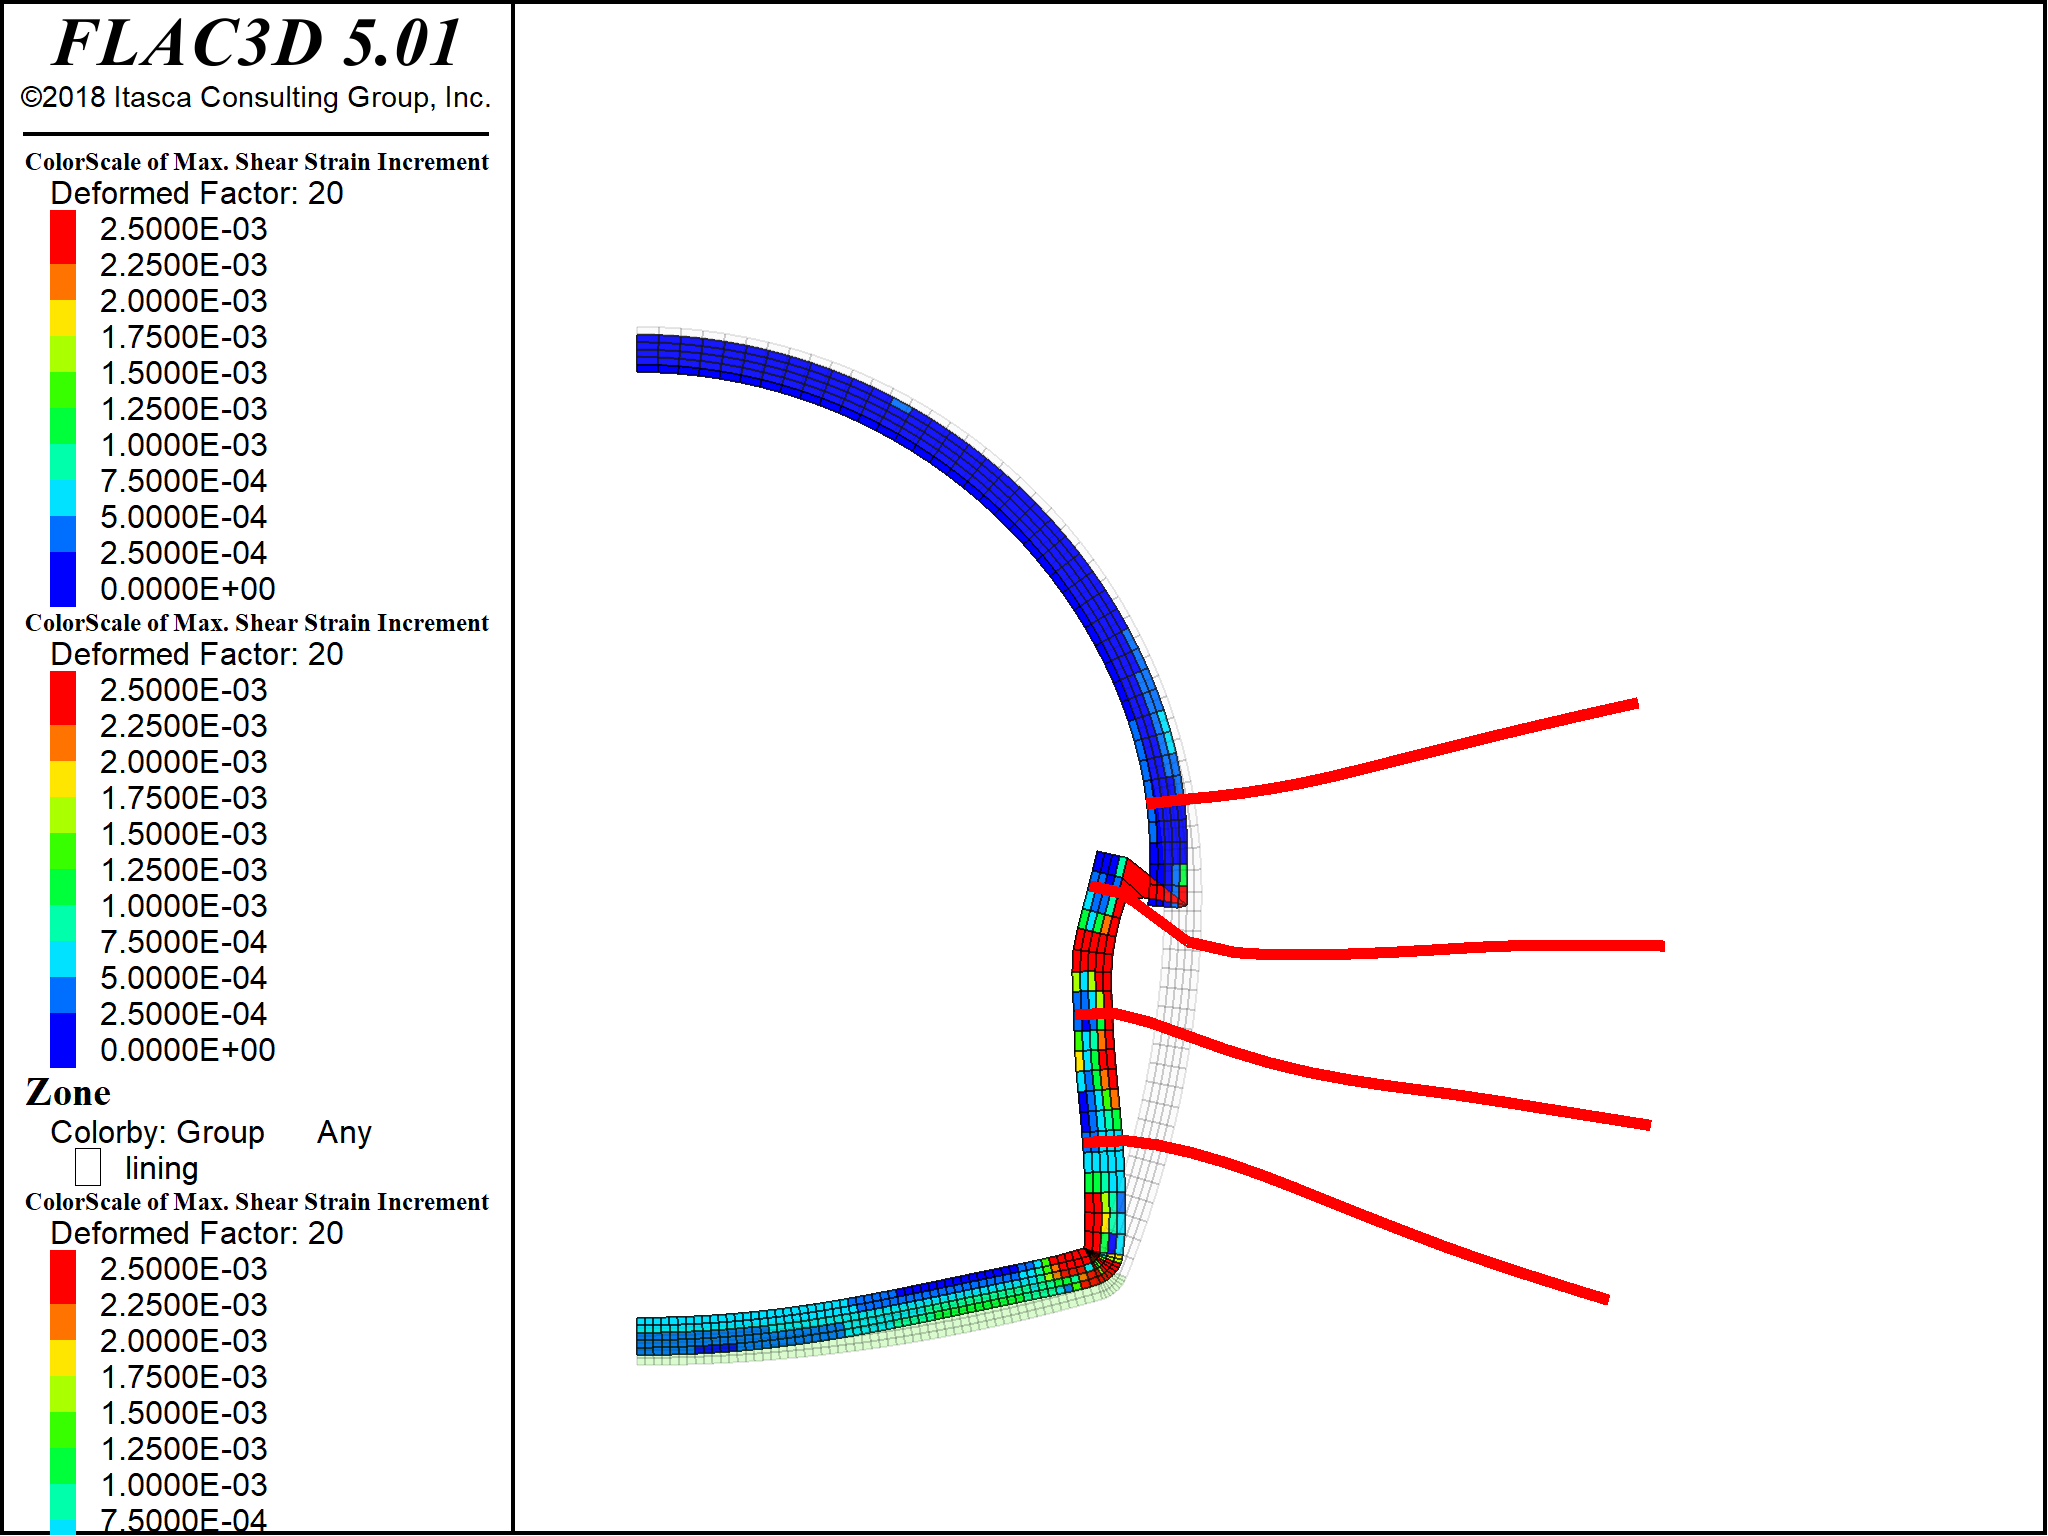 FLAC3D 5.01
©2018 Itasca Consulting Group, Inc.
ColorScale of Max. Shear Strain Increment
Deformed Factor: 20
2.5000E-03
2.2500E-03
2.0000E-03
1.7500E-03
1.5000E-03
1.2500E-03
1.0000E-03
7.5000E-04
5.0000E-04
2.5000E-04
0.0000E+00
ColorScale of Max. Shear Strain Increment
Deformed Factor: 20
2.5000E-03
2.2500E-03
2.0000E-03
1.7500E-03
1.5000E-03
1.2500E-03
1.0000E-03
7.5000E-04
5.0000E-04
2.5000E-04
0.0000E+00
Zone
Colorby: Group Any
lining
ColorScale of Max. Shear Strain Increment
Deformed Factor: 20
2.5000E-03
2.2500E-03
2.0000E-03
1.7500E-03
1.5000E-03
1.2500E-03
1.0000E-03
7.5000E-04